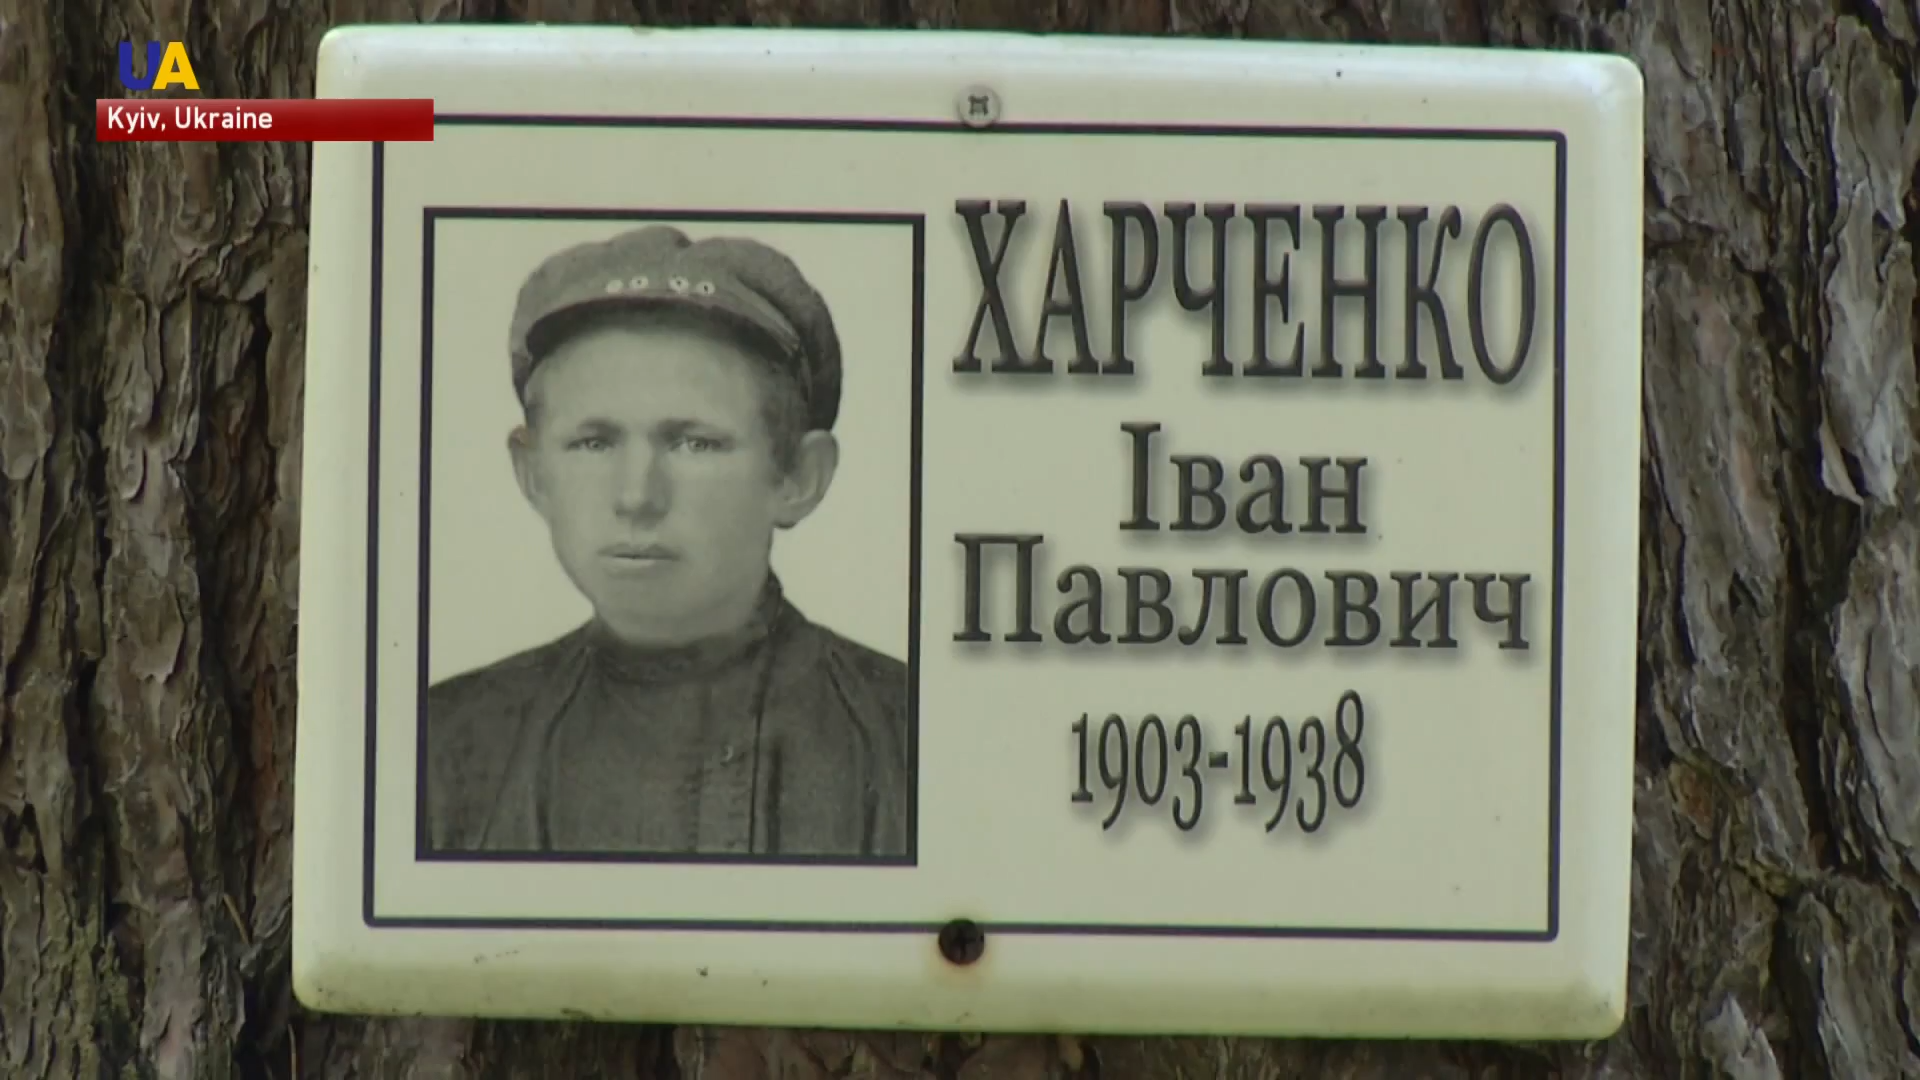 UA
Kyiv, Ukraine
ХАРЧЕНКО
Іван
Павлович
1903-1938